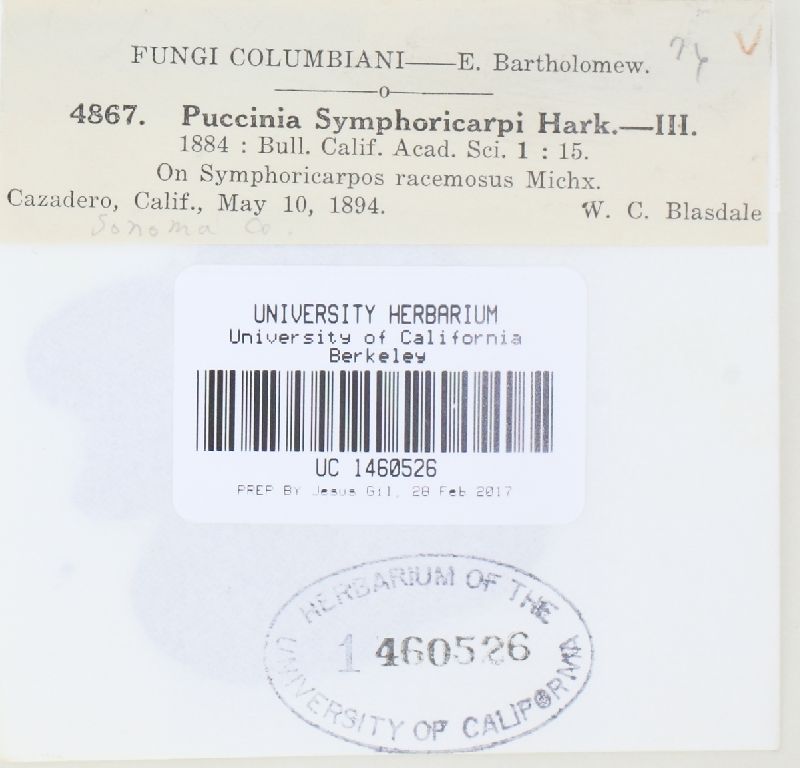 FUNGI COLUMBIANI——E. Bartholomew.
4867. Puccinia Symphoricarpi Hark.—III.
1884 : Bull. Calif. Acad. Sci. 1 : 15.
On Symphoricarpos racemosus Michx.
Cazadero, Calif., May 10, 1894. W. C. Blasdale
Sonoma Co.
UNIVERSITY HERBARIUM
University of California
Berkeley
UC 1460526
PREP BY Jesus Gil, 28 Feb 2017
HERBARIUM OF THE
1460526
UNIVERSITY OF CALIFORNIA